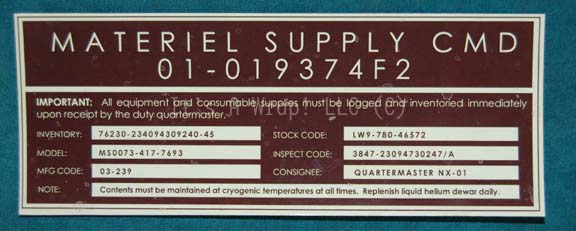 MATERIEL SUPPLY CMD
01-019374F2
It's A Wrap! LLC (C)
IMPORTANT: All equipment and consumable supplies must be logged and inventoried immediately
upon receipt by the duty quartermaster.
INVENTORY: 76230-234094309240-45 STOCK CODE: LW9-780-46572
MODEL: MS0073-417-7693 INSPECT CODE: 3847-23094730247/A
MFG CODE: 03-239 CONSIGNEE: QUARTERMASTER NX-01
NOTE: Contents must be maintained at cryogenic temperatures at all times. Replenish liquid helium dewar daily.